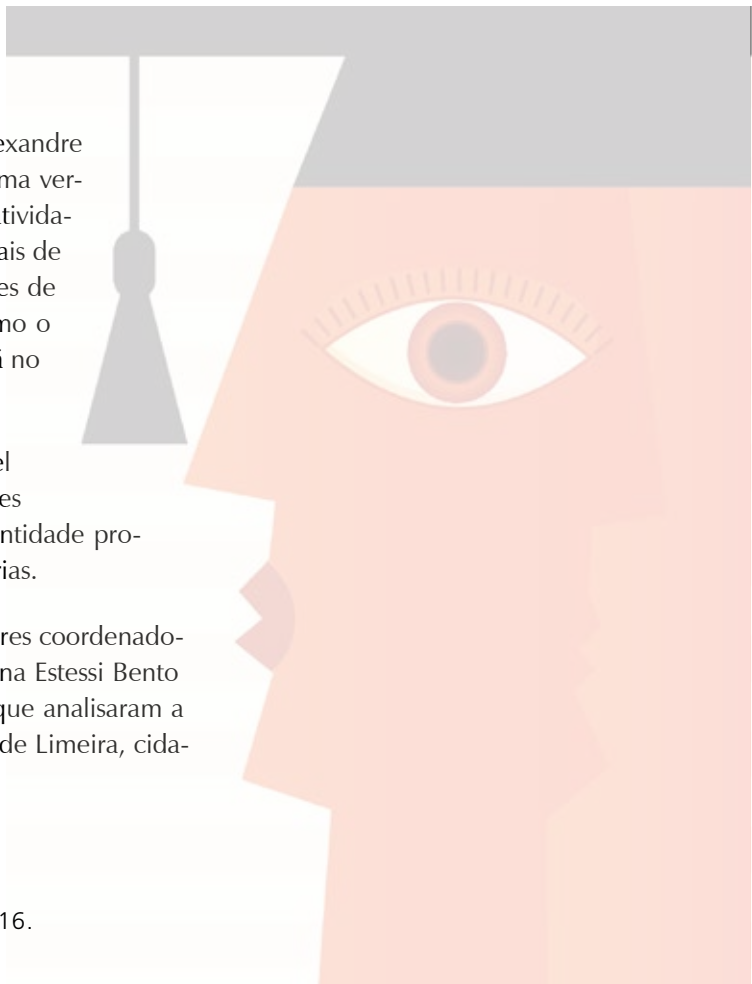 exandre
ma ver-
tivida-
ais de
es de
mo o
á no
el
es
ntidade pro-
rias.
res coordenado-
na Estessi Bento
que analisaram a
de Limeira, cida-
16.